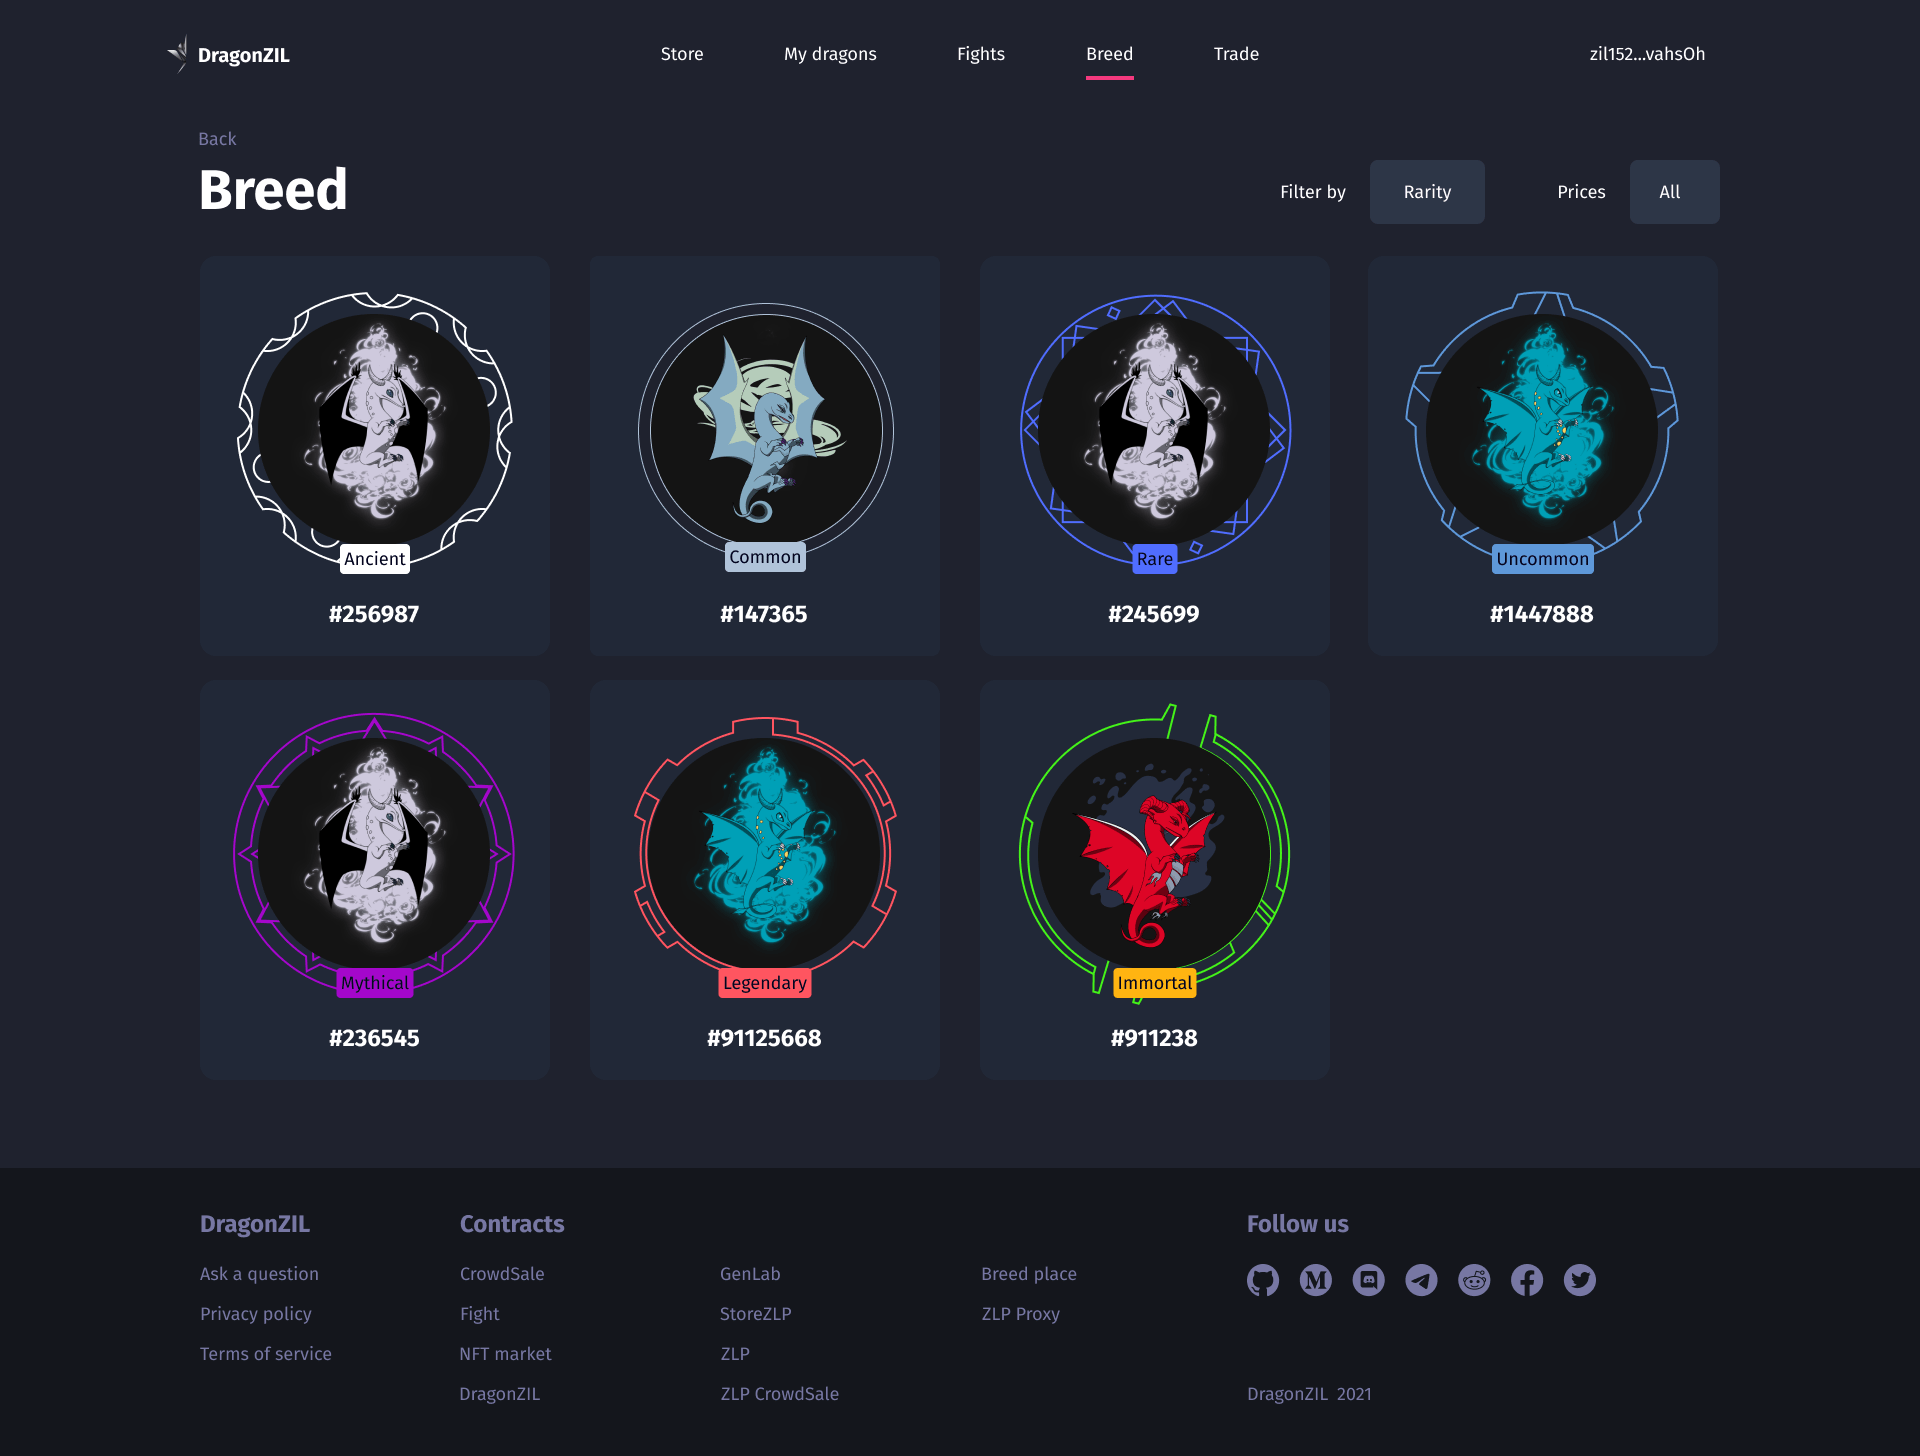 DragonZIL
Store
My dragons
Fights
Breed
Trade
zil152...vahsOh
Back
Breed
Filter by
Rarity
Prices
All
Ancient
#256987
Common
#147365
Rare
#245699
Uncommon
#1447888
Mythical
#236545
Legendary
#91125668
Immortal
#911238
DragonZIL
Ask a question
Privacy policy
Terms of service
Contracts
CrowdSale
Fight
NFT market
DragonZIL
GenLab
StoreZLP
ZLP
ZLP CrowdSale
Breed place
ZLP Proxy
Follow us
DragonZIL 2021